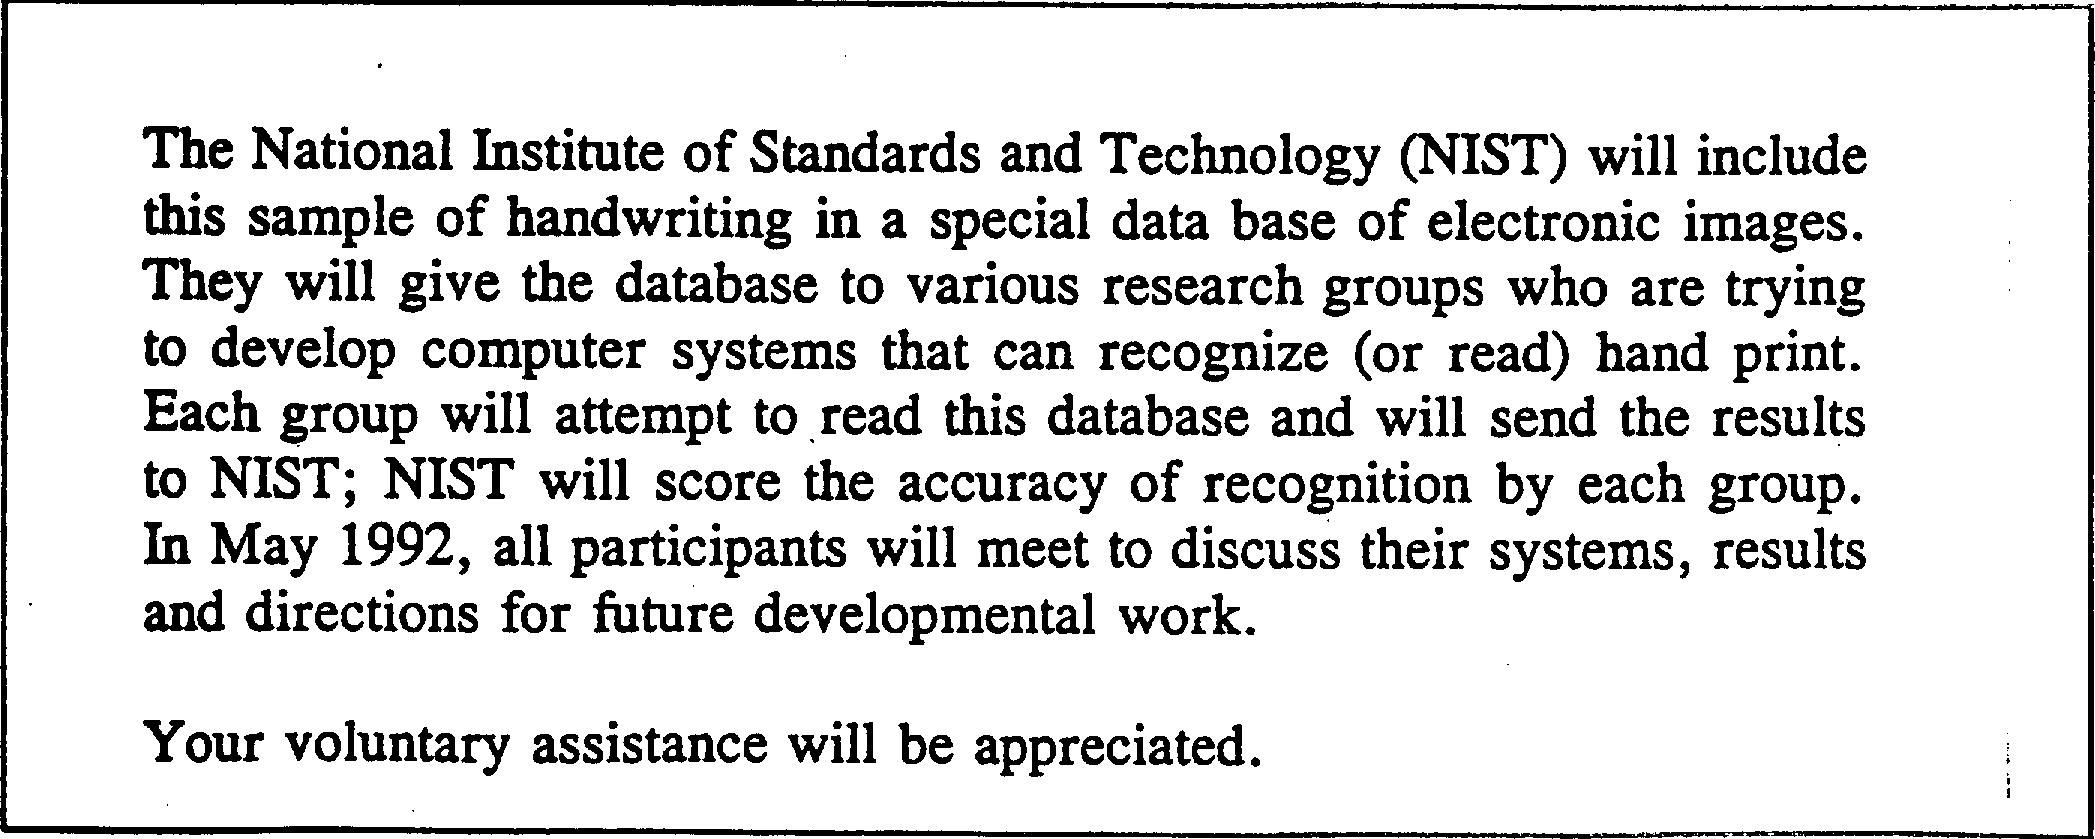 The National Institute of Standards and Technology (NIST) will include
this sample of handwriting in a special data base of electronic images.
They will give the database to various research groups who are trying
to develop computer systems that can recognize (or read) hand print.
Each group will attempt to read this database and will send the results
to NIST; NIST will score the accuracy of recognition by each group.
In May 1992, all participants will meet to discuss their systems, results
and directions for future developmental work.
Your voluntary assistance will be appreciated.